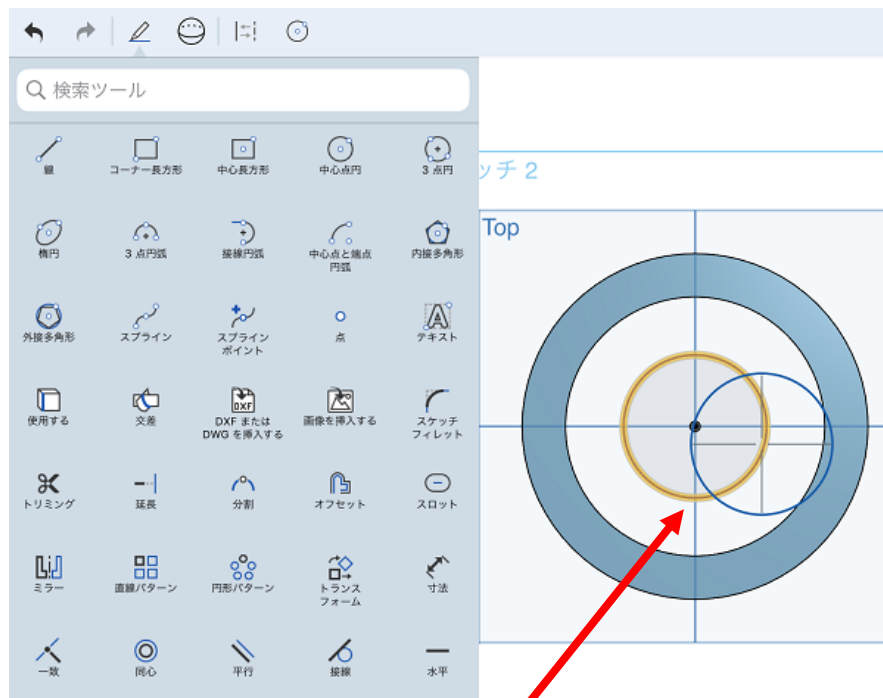 検索ツール
線
コーナー長方形
中心長方形
中心点円
3 点円
楕円
3 点円弧
接線円弧
中心点と端点
円弧
内接多角形
外接多角形
スプライン
スプライン
ポイント
点
テキスト
使用する
交差
DXF
DXF または
DWG を挿入する
画像を挿入する
スケッチ
フィレット
トリミング
延長
分割
オフセット
スロット
ミラー
直線パターン
円形パターン
トランス
フォーム
寸法
一致
同心
平行
接線
水平
ッチ 2
Top